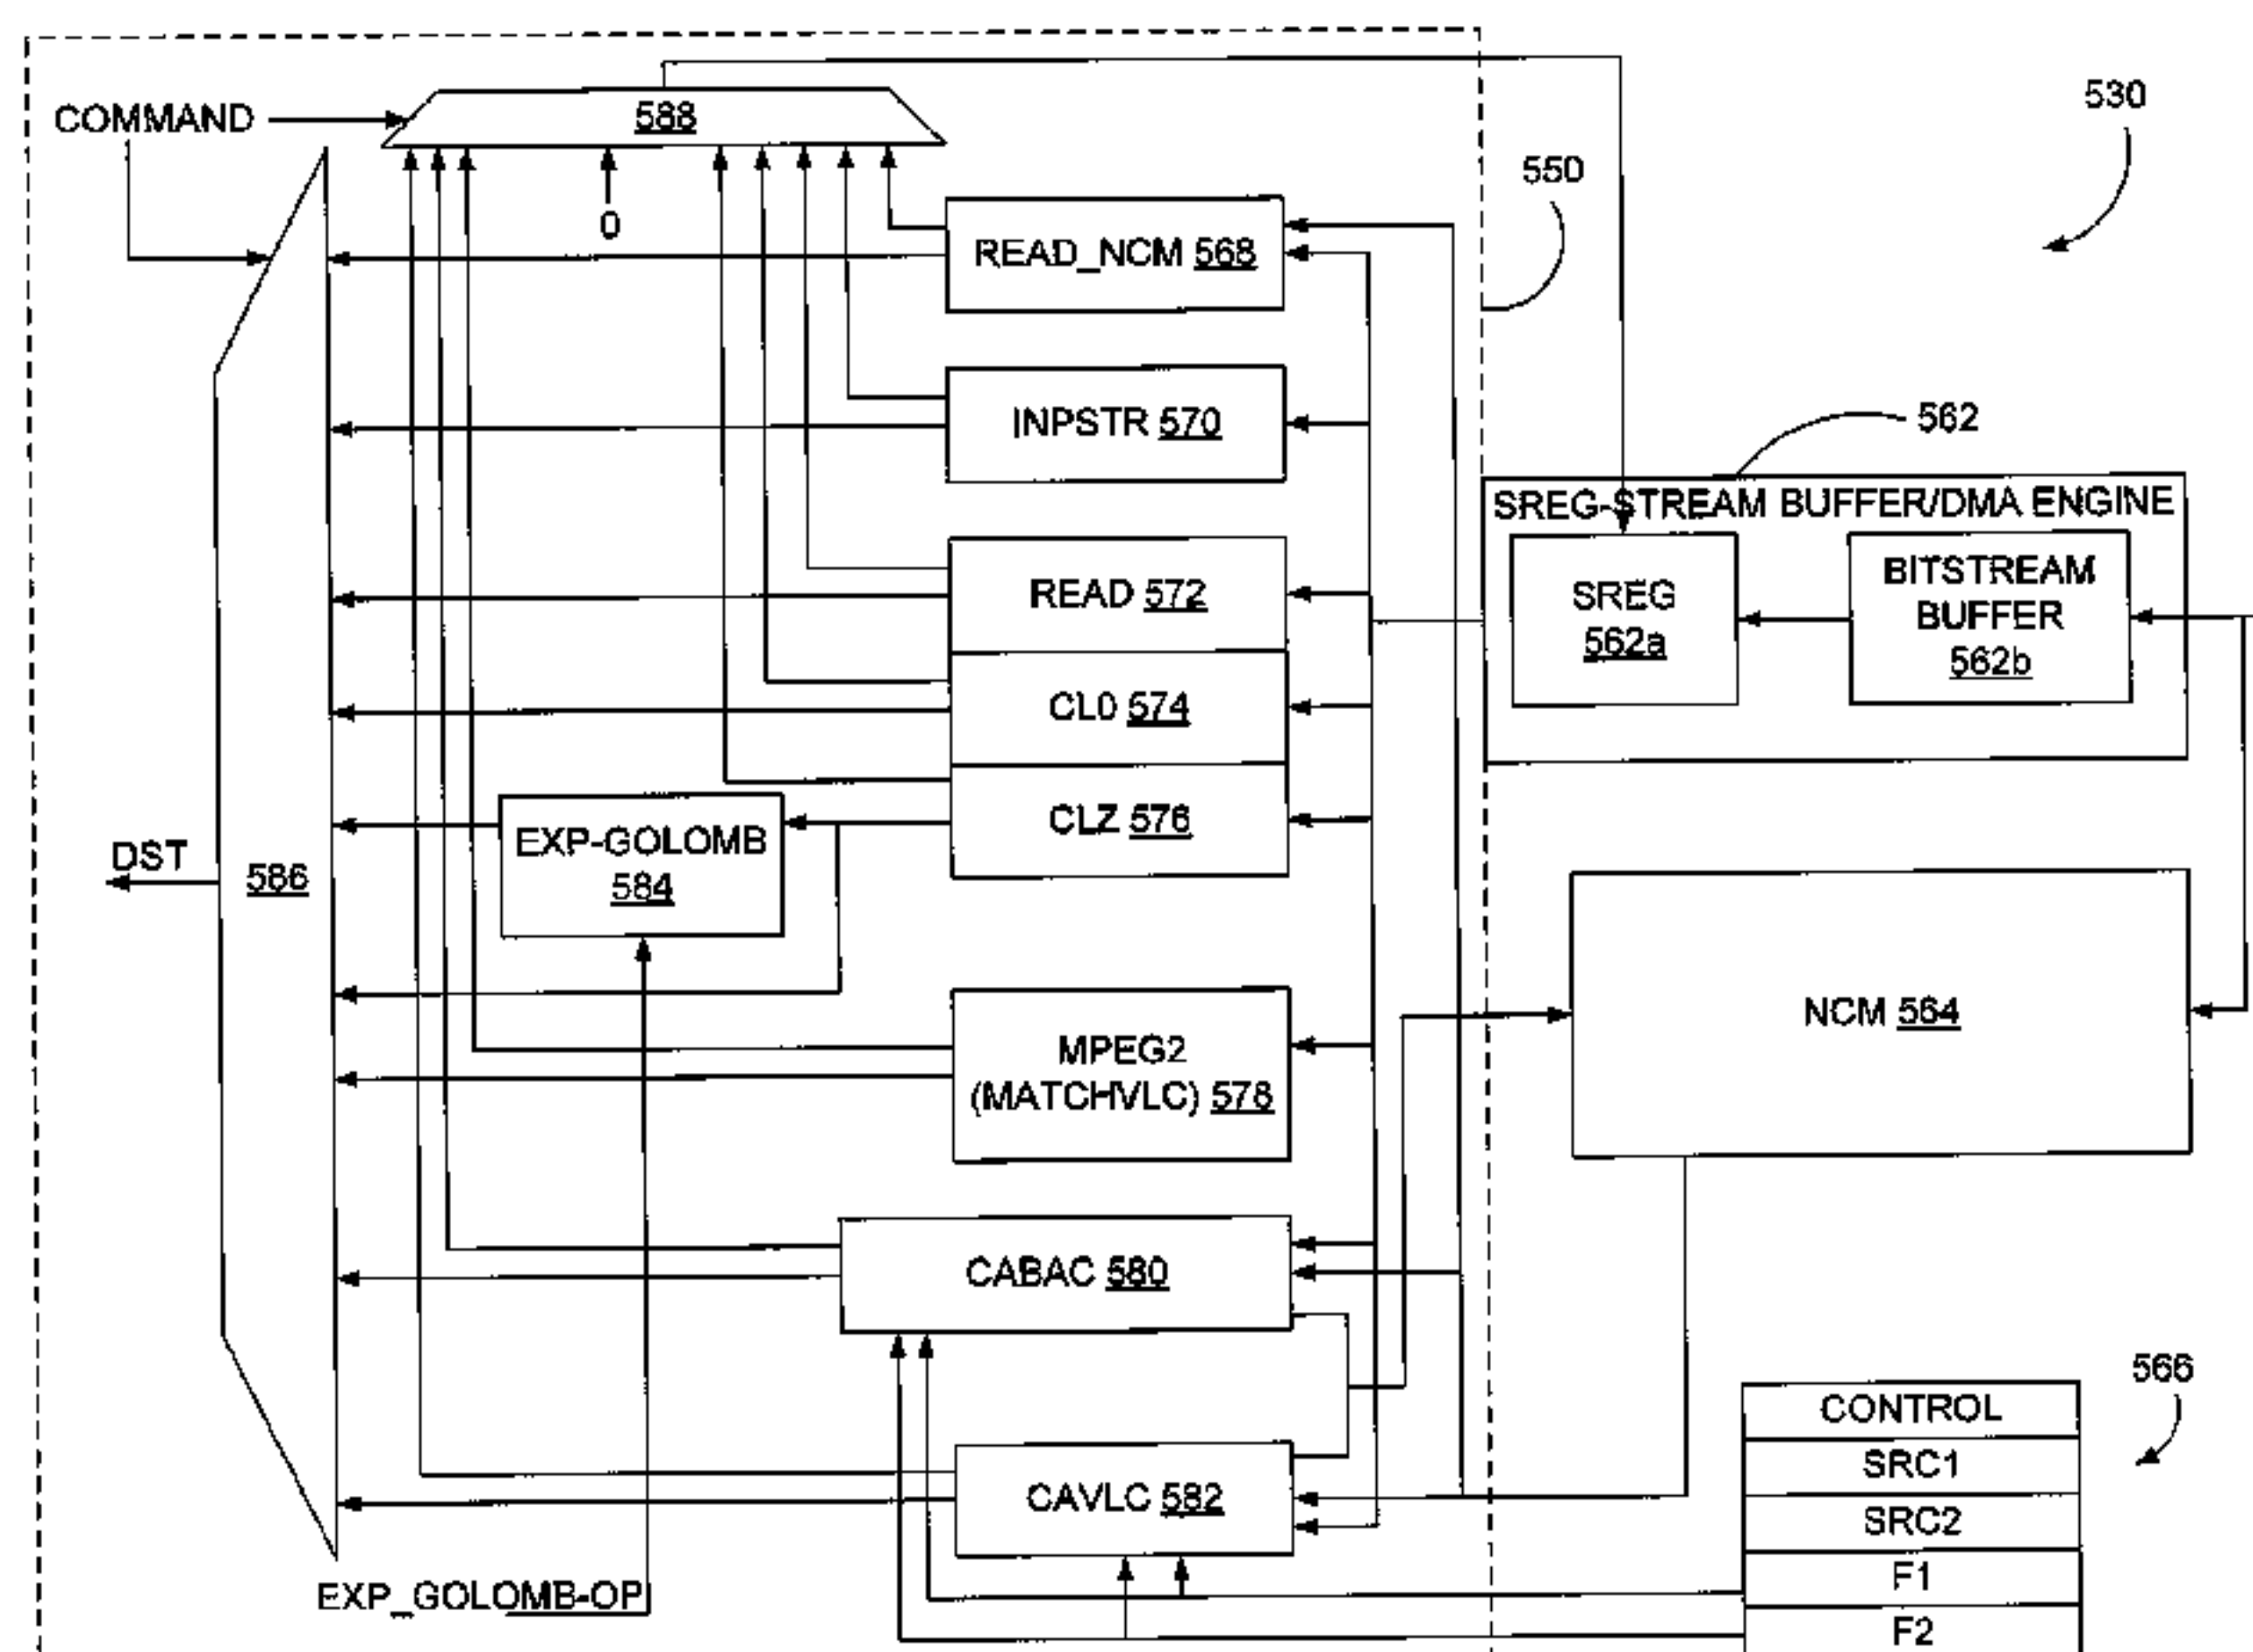 COMMAND
588
530
550
0
READ_NCM 568
INPSTR 570
562
SREG-STREAM BUFFER/DMA ENGINE
SREG
562a
BITSTREAM
BUFFER
562b
READ 572
CL0 574
CLZ 576
EXP-GOLOMB
584
DST
586
NCM 564
MPEG2
(MATCHVLC) 578
CABAC 580
566
CONTROL
SRC1
SRC2
F1
F2
CAVLC 582
EXP_GOLOMB-OP